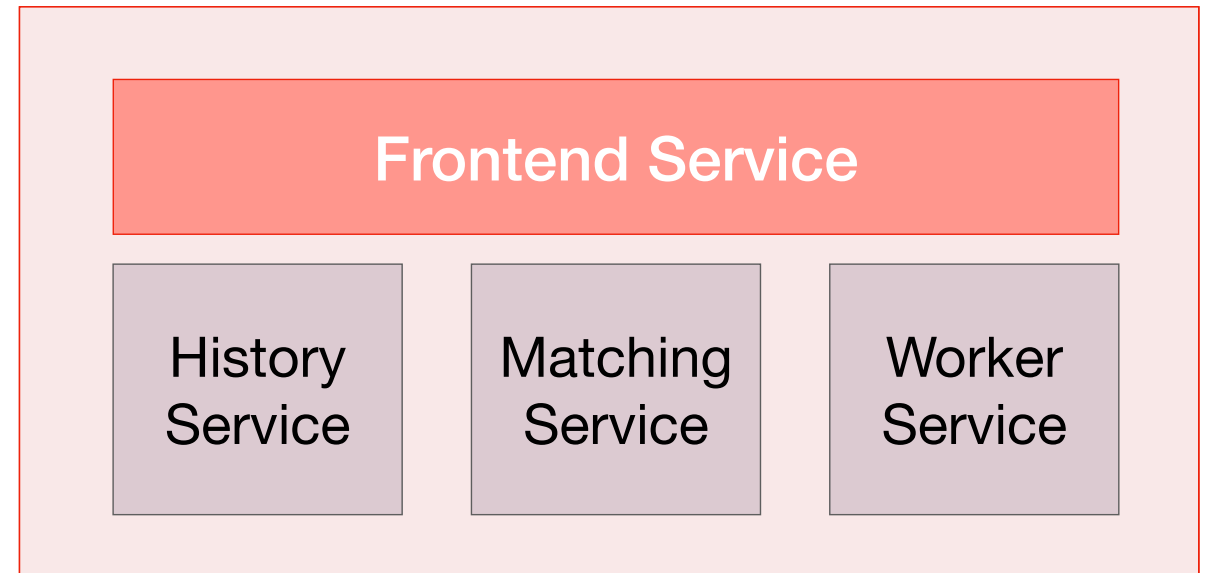 Frontend Service
History
Service
Matching
Service
Worker
Service